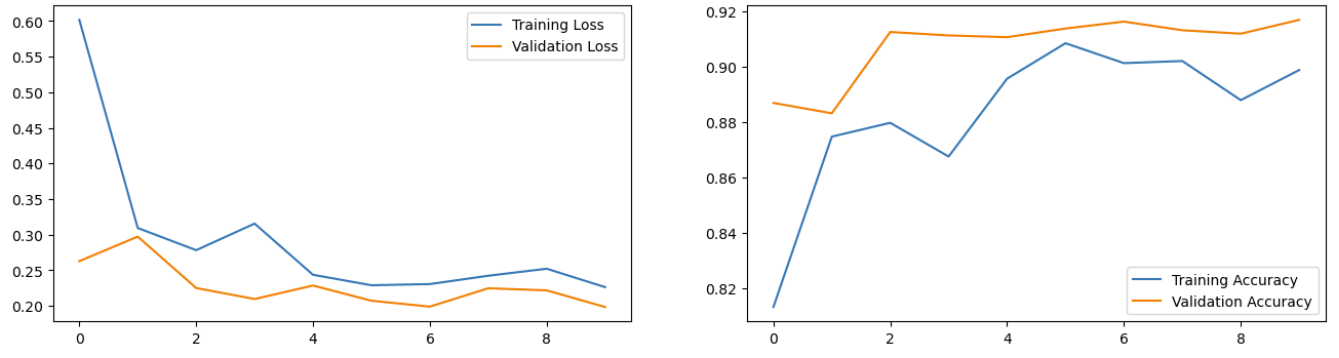 0.60
0.55
0.50
0.45
0.40
0.35
0.30
0.25
0.20
0 2 4 6 8
Training Loss
Validation Loss
0.92
0.90
0.88
0.86
0.84
0.82
0 2 4 6 8
Training Accuracy
Validation Accuracy